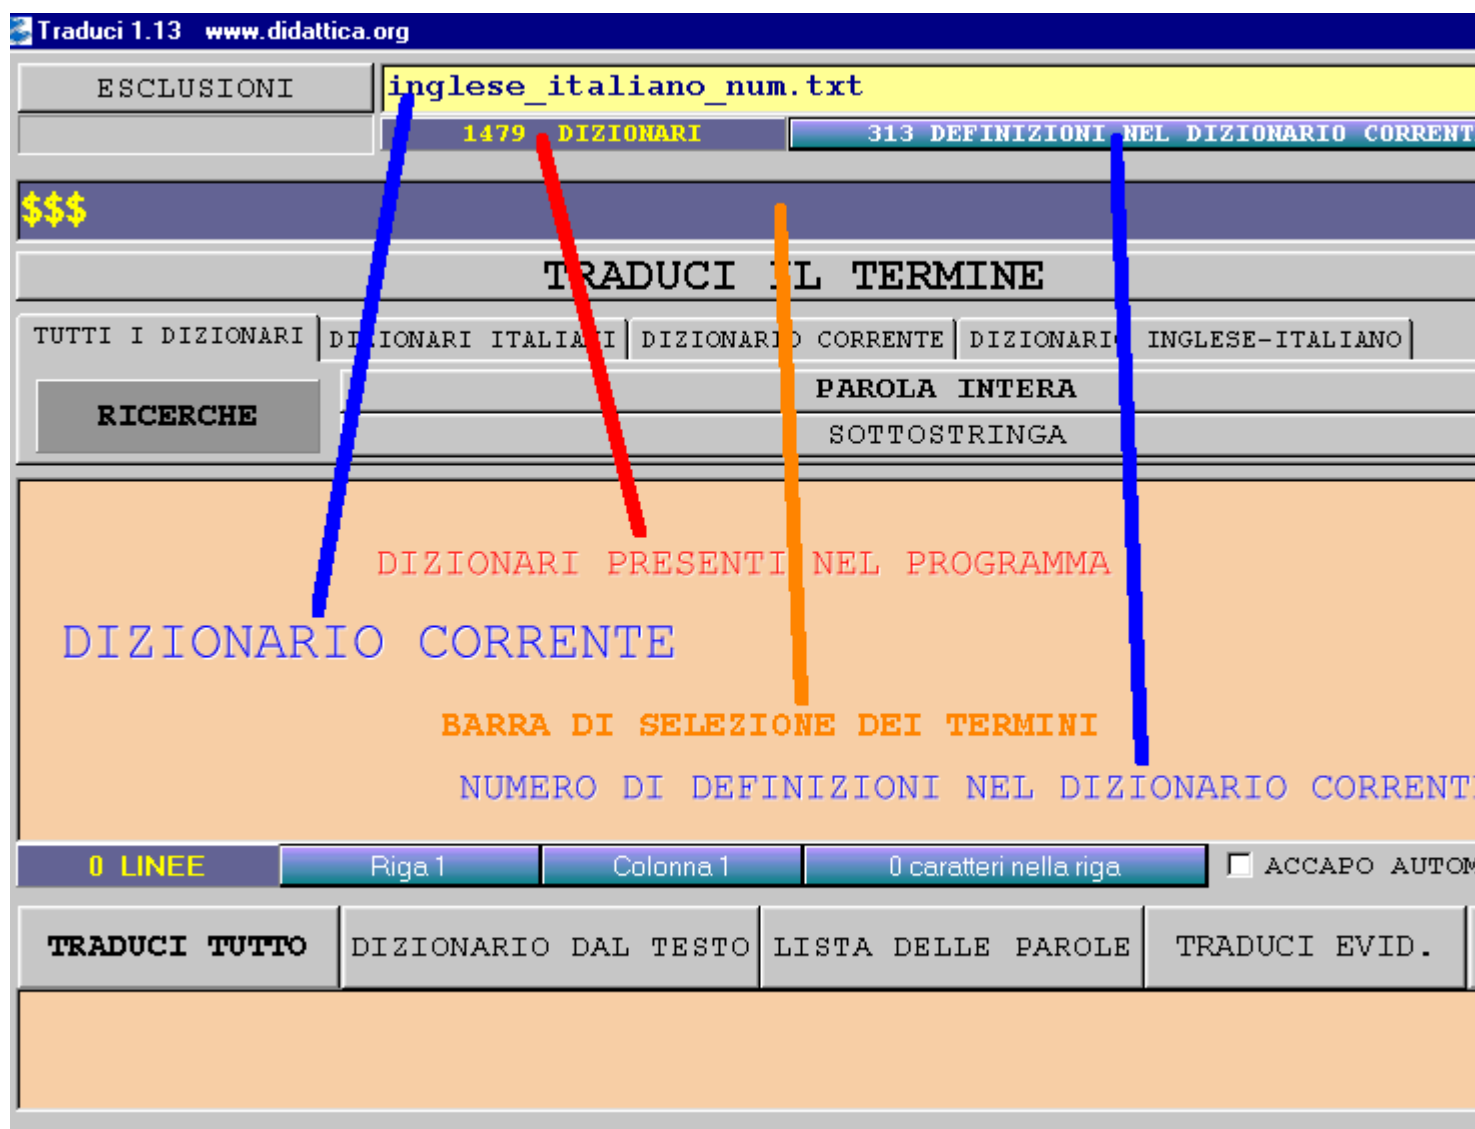 Traduci 1.13 www.didattica.org
ESCLUSIONI
inglese_italiano_num.txt
1479 DIZIONARI
313 DEFINIZIONI NEL DIZIONARIO CORRENT
$$$
TRADUCI IL TERMINE
TUTTI I DIZIONARI
DIZIONARI ITALIANI
DIZIONARIO CORRENTE
DIZIONARIO INGLESE-ITALIANO
RICERCHE
PAROLA INTERA
SOTTOSTRINGA
DIZIONARI PRESENTI NEL PROGRAMMA
DIZIONARIO CORRENTE
BARRA DI SELEZIONE DEI TERMINI
NUMERO DI DEFINIZIONI NEL DIZIONARIO CORRENT
0 LINEE
Riga 1
Colonna 1
0 caratteri nella riga
ACCAPO AUTOM
TRADUCI TUTTO
DIZIONARIO DAL TESTO
LISTA DELLE PAROLE
TRADUCI EVID.